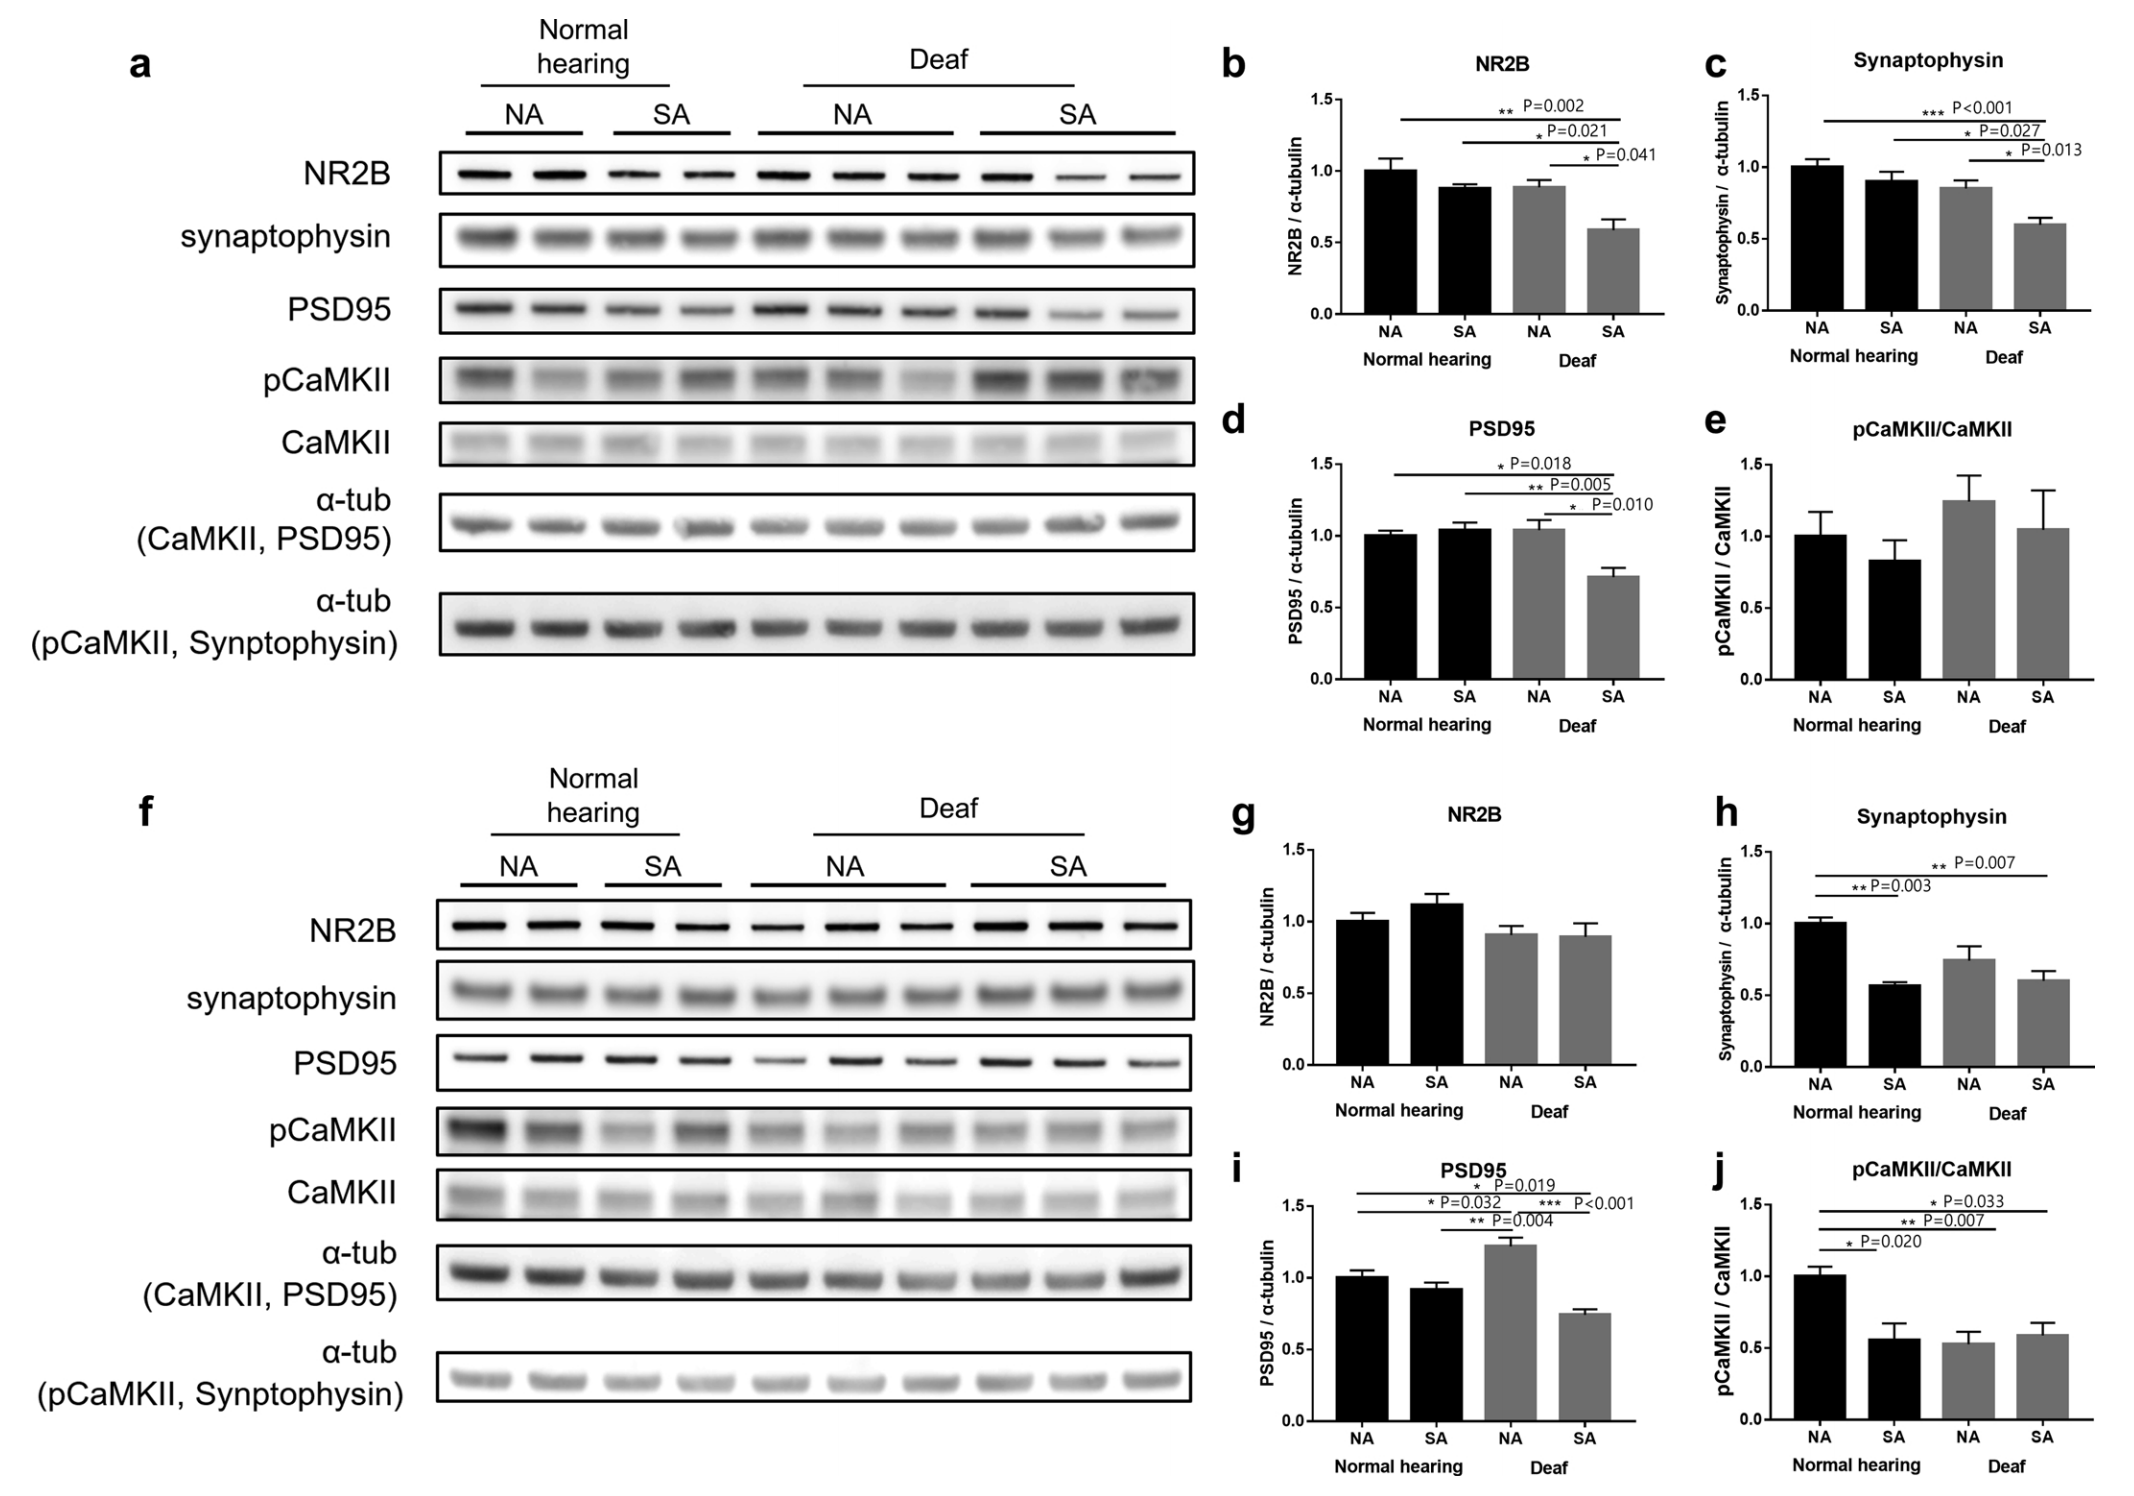 a
Normal
hearing
Deaf
NA
SA
NA
SA
NR2B
synaptophysin
PSD95
pCaMKII
CaMKII
α-tub
(CaMKII, PSD95)
α-tub
(pCaMKII, Synptophysin)
b
NR2B
NR2B / α-tubulin
1.5
1.0
0.5
0.0
** P=0.002
* P=0.021
* P=0.041
NA
SA
NA
SA
Normal hearing
Deaf
c
Synaptophysin
Synaptophysin / α-tubulin
1.5
1.0
0.5
0.0
*** P<0.001
* P=0.027
* P=0.013
NA
SA
NA
SA
Normal hearing
Deaf
d
PSD95
PSD95 / α-tubulin
1.5
1.0
0.5
0.0
* P=0.018
** P=0.005
* P=0.010
NA
SA
NA
SA
Normal hearing
Deaf
e
pCaMKII/CaMKII
pCaMKII / CaMKII
1.5
1.0
0.5
0.0
NA
SA
NA
SA
Normal hearing
Deaf
f
Normal
hearing
Deaf
NA
SA
NA
SA
NR2B
synaptophysin
PSD95
pCaMKII
CaMKII
α-tub
(CaMKII, PSD95)
α-tub
(pCaMKII, Synptophysin)
g
NR2B
NR2B / α-tubulin
1.5
1.0
0.5
0.0
NA
SA
NA
SA
Normal hearing
Deaf
h
Synaptophysin
Synaptophysin / α-tubulin
1.5
1.0
0.5
0.0
** P=0.007
** P=0.003
NA
SA
NA
SA
Normal hearing
Deaf
i
PSD95
PSD95 / α-tubulin
1.5
1.0
0.5
0.0
* P=0.019
* P=0.032
*** P<0.001
** P=0.004
NA
SA
NA
SA
Normal hearing
Deaf
j
pCaMKII/CaMKII
pCaMKII / CaMKII
1.5
1.0
0.5
0.0
* P=0.033
** P=0.007
* P=0.020
NA
SA
NA
SA
Normal hearing
Deaf